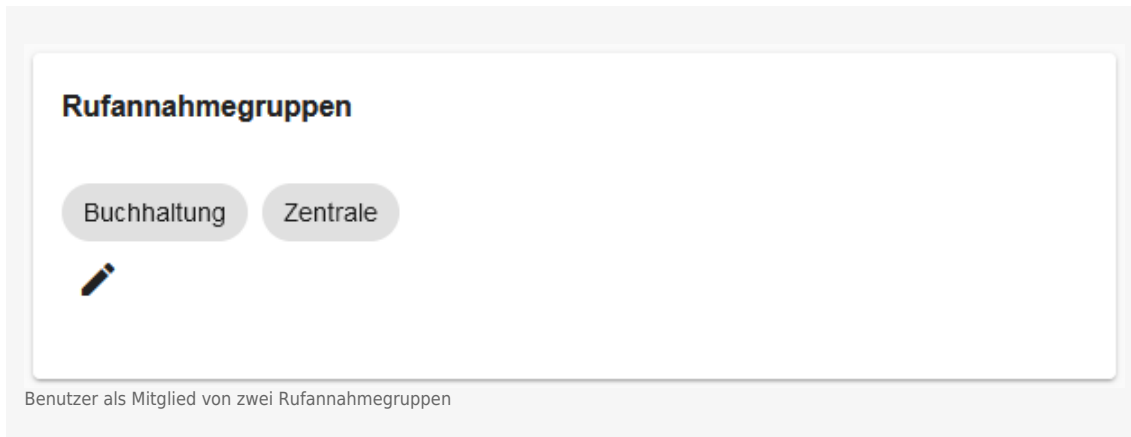 Rufannahmegruppen
Buchhaltung Zentrale
Benutzer als Mitglied von zwei Rufannahmegruppen